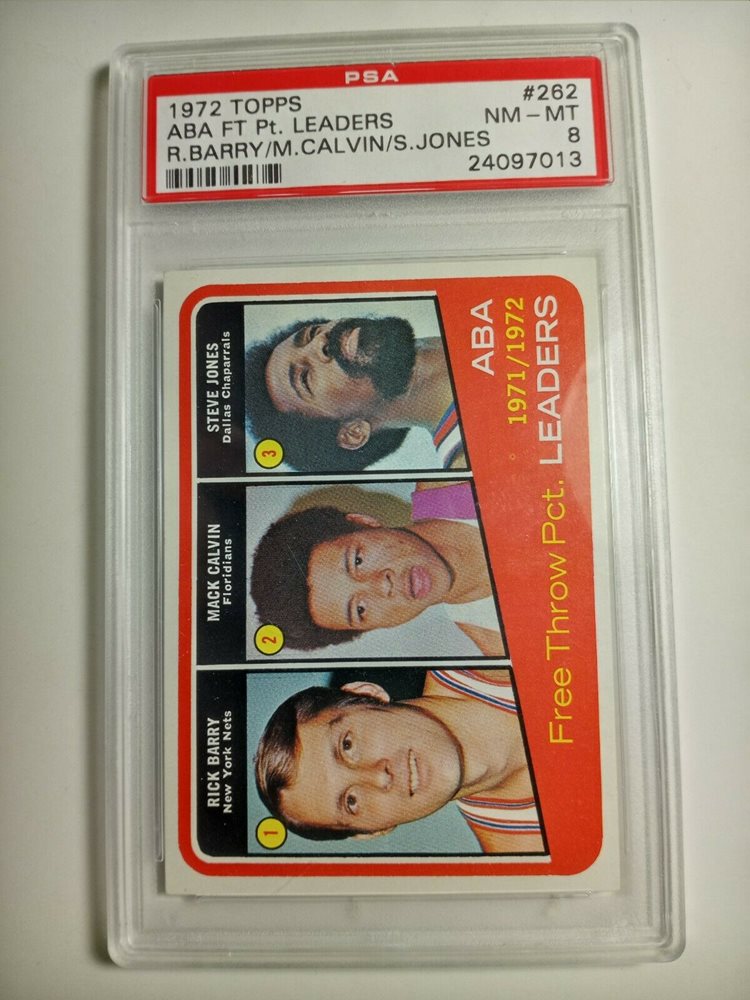 PSA
1972 TOPPS #262
ABA FT Pt. LEADERS NM-MT
R.BARRY/M.CALVIN/S.JONES 8
24097013
ABA
1971/1972
Free Throw Pct. LEADERS
1
RICK BARRY
New York Nets
2
MACK CALVIN
Floridians
3
STEVE JONES
Dallas Chaparrals